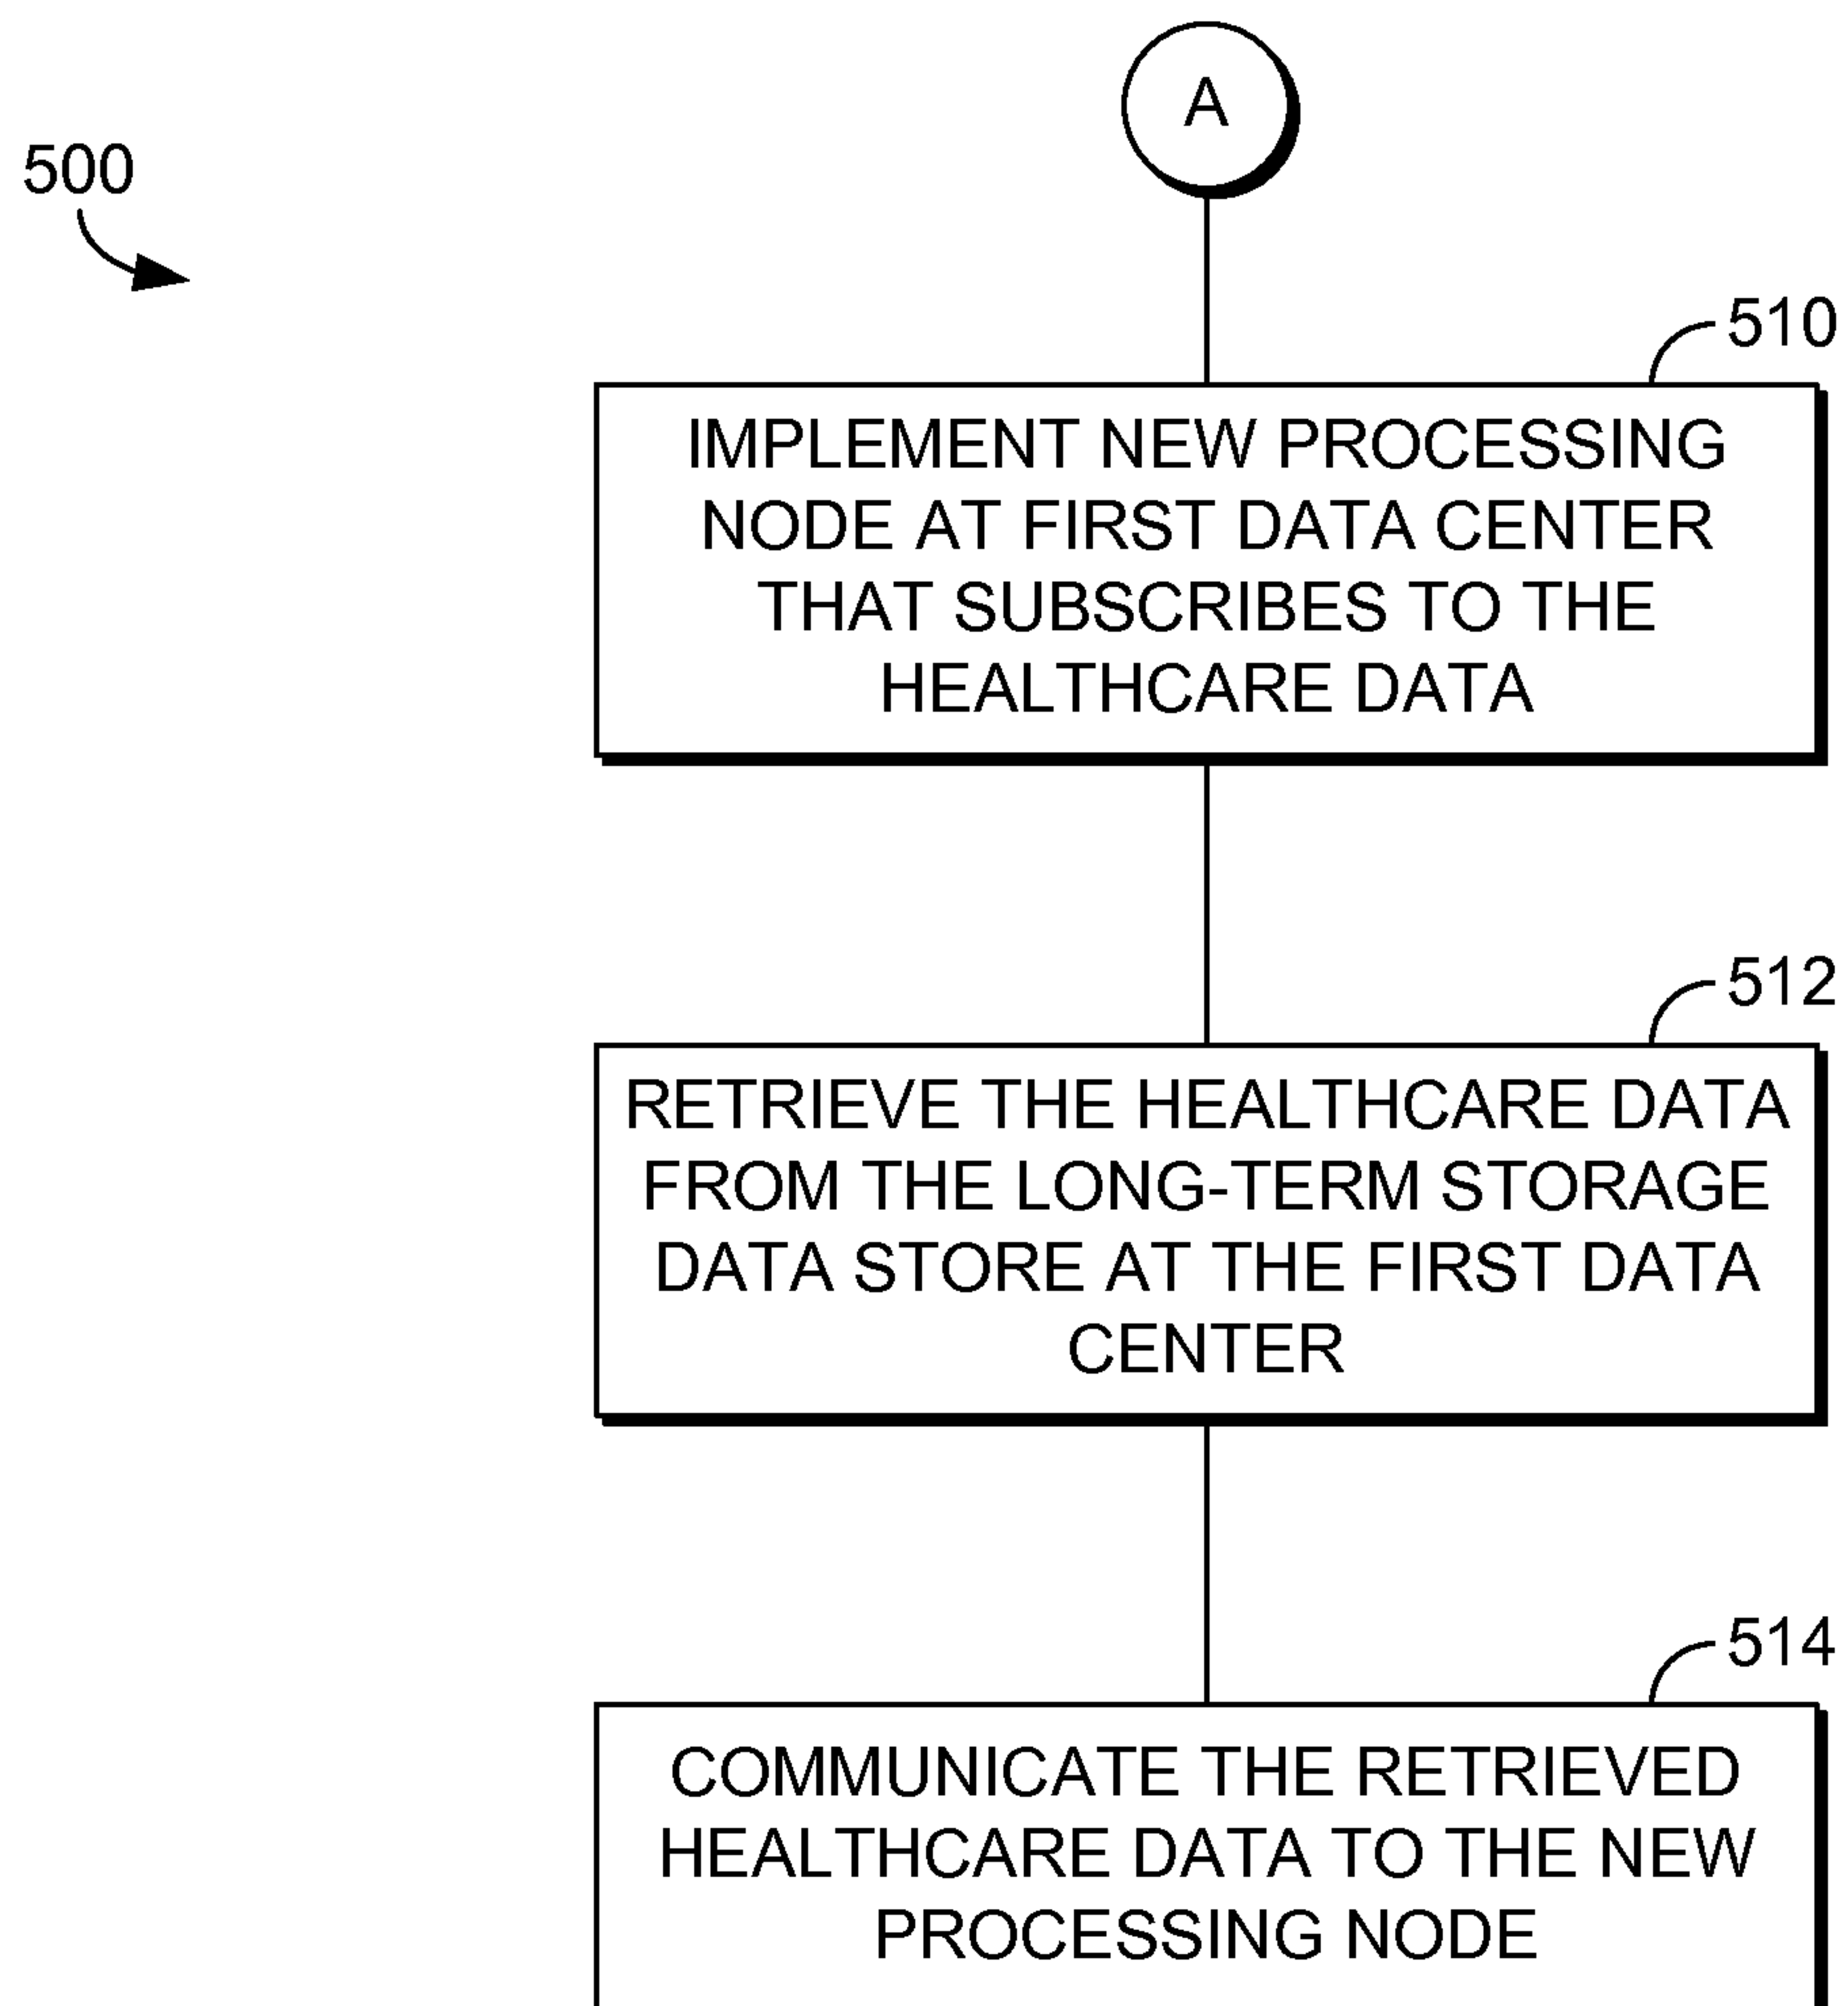 A
500
510
IMPLEMENT NEW PROCESSING
NODE AT FIRST DATA CENTER
THAT SUBSCRIBES TO THE
HEALTHCARE DATA
512
RETRIEVE THE HEALTHCARE DATA
FROM THE LONG-TERM STORAGE
DATA STORE AT THE FIRST DATA
CENTER
514
COMMUNICATE THE RETRIEVED
HEALTHCARE DATA TO THE NEW
PROCESSING NODE